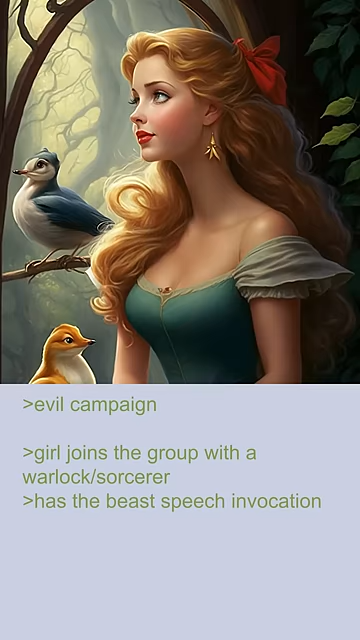 >evil campaign
>girl joins the group with a
warlock/sorcerer
>has the beast speech invocation